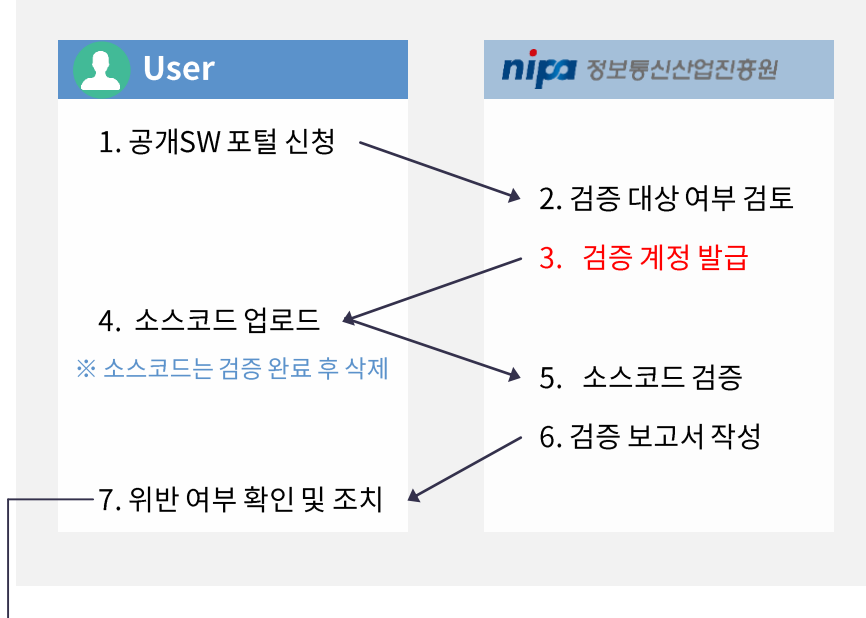 User
nipa 정보통신산업진흥원
1. 공개SW 포털 신청
2. 검증 대상 여부 검토
3. 검증 계정 발급
4. 소스코드 업로드
※ 소스코드는 검증 완료 후 삭제
5. 소스코드 검증
6. 검증 보고서 작성
7. 위반 여부 확인 및 조치